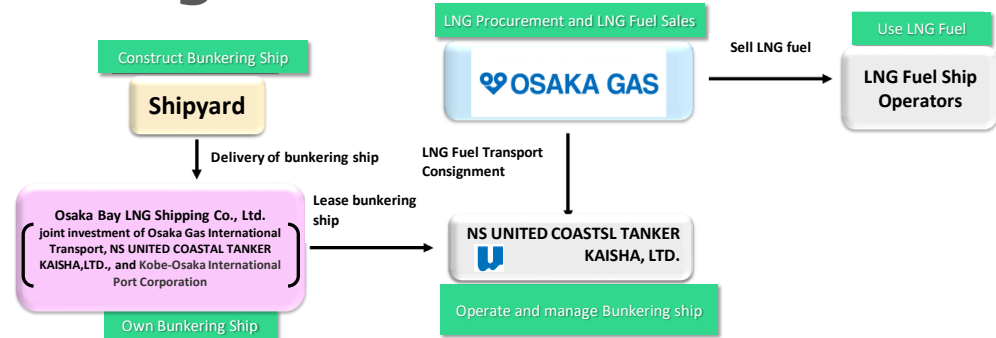 LNG Procurement and LNG Fuel Sales
OSAKA GAS
Sell LNG fuel
Use LNG Fuel
LNG Fuel Ship
Operators
Construct Bunkering Ship
Shipyard
Delivery of bunkering ship
LNG Fuel Transport
Consignment
Osaka Bay LNG Shipping Co., Ltd.
joint investment of Osaka Gas International
Transport, NS UNITED COASTAL TANKER
KAISHA,LTD., and Kobe-Osaka International
Port Corporation
Own Bunkering Ship
Lease bunkering
ship
NS UNITED COASTSL TANKER
KAISHA, LTD.
Operate and manage Bunkering ship